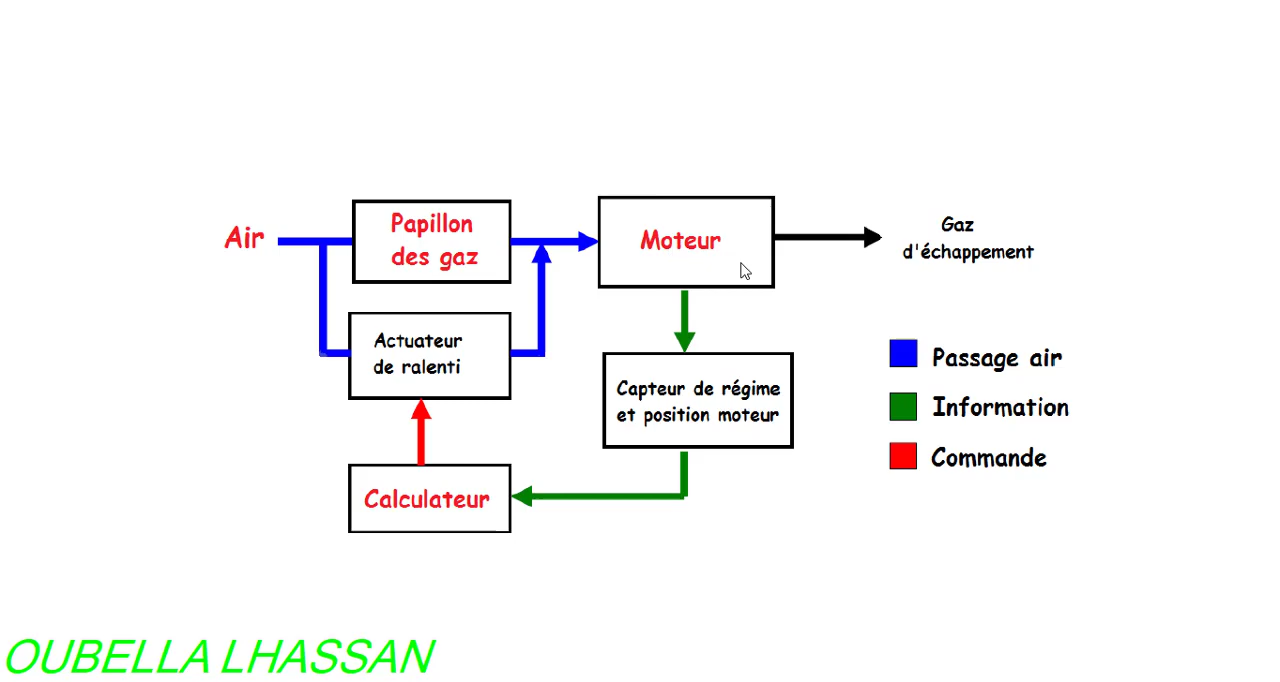 Air
Papillon
des gaz
Moteur
Gaz
d'échappement
Actuateur
de ralenti
Capteur de régime
et position moteur
Calculateur
Passage air
Information
Commande
OUBELLA LHASSAN